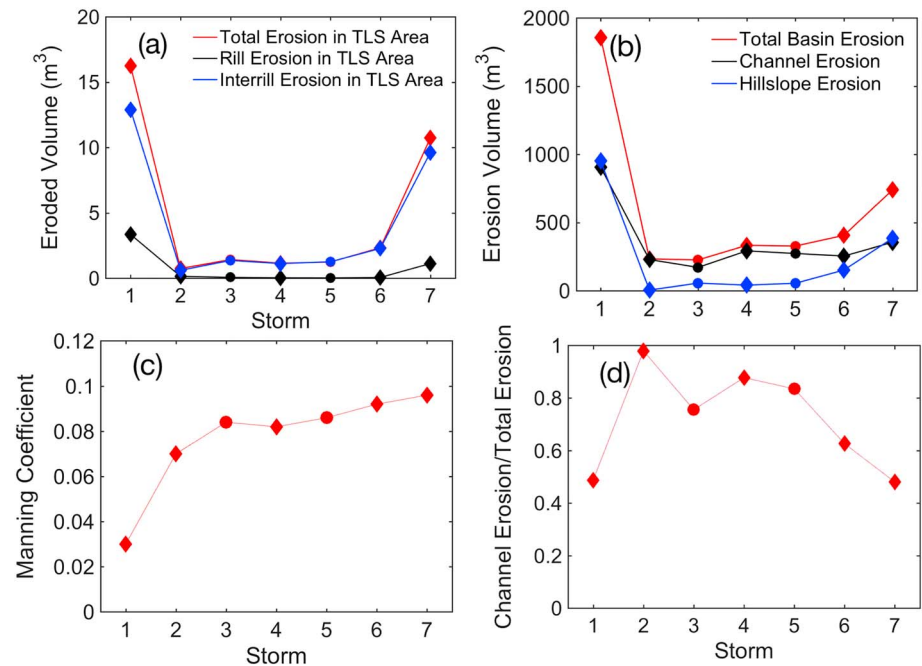 (a)
Total Erosion in TLS Area
Rill Erosion in TLS Area
Interrill Erosion in TLS Area
20
15
10
5
0
Eroded Volume (m³)
1 2 3 4 5 6 7
Storm
(b)
Total Basin Erosion
Channel Erosion
Hillslope Erosion
2000
1500
1000
500
0
Erosion Volume (m³)
1 2 3 4 5 6 7
Storm
(c)
0.12
0.1
0.08
0.06
0.04
0.02
0
Manning Coefficient
1 2 3 4 5 6 7
Storm
(d)
1
0.8
0.6
0.4
0.2
0
Channel Erosion/Total Erosion
1 2 3 4 5 6 7
Storm